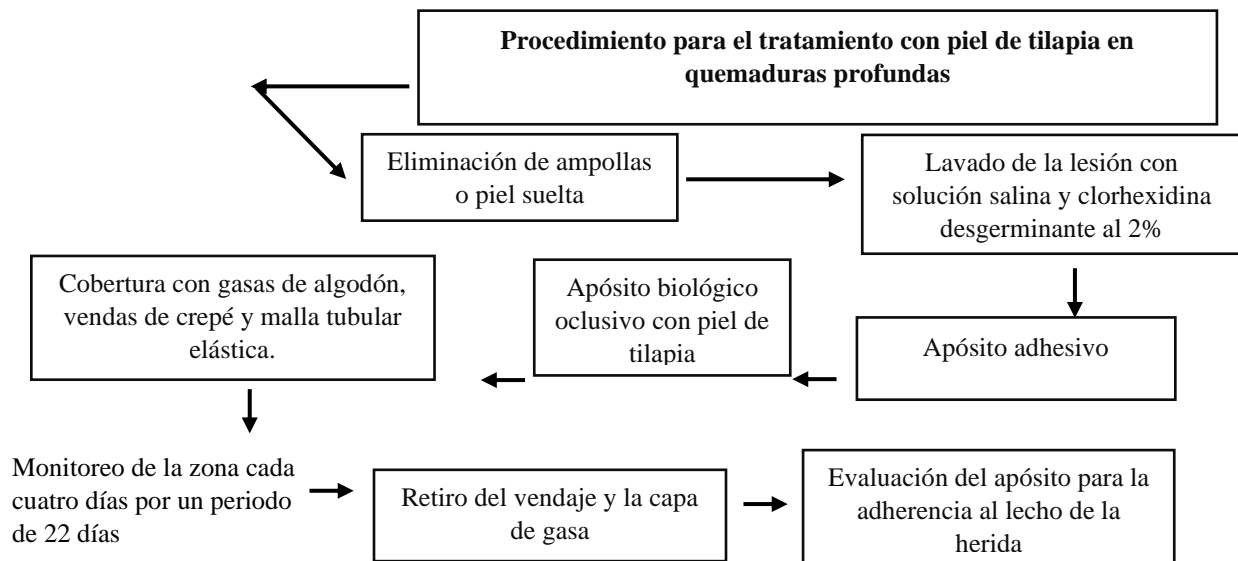 Procedimiento para el tratamiento con piel de tilapia en
quemaduras profundas
Eliminación de ampollas
o piel suelta
Lavado de la lesión con
solución salina y clorhexidina
desgerminante al 2%
Apósito adhesivo
Apósito biológico
oclusivo con piel de
tilapia
Cobertura con gasas de algodón,
vendas de crepé y malla tubular
elástica.
Monitoreo de la zona cada
cuatro días por un periodo
de 22 días
Retiro del vendaje y la capa
de gasa
Evaluación del apósito para la
adherencia al lecho de la
herida